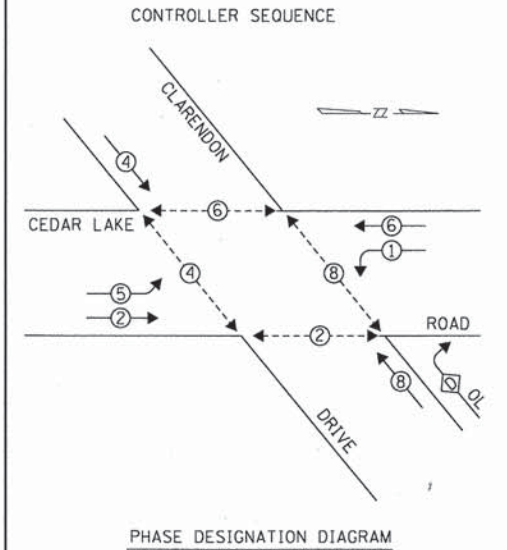 CONTROLLER SEQUENCE
CLARENDON
4
6
CEDAR LAKE
6
1
4
8
5
2
2
ROAD
8
D
OL
DRIVE
PHASE DESIGNATION DIAGRAM